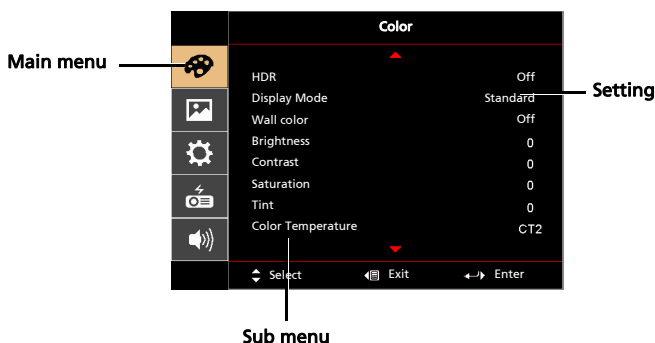 Color
Main menu
HDR Off
Display Mode Standard
Setting
Wall color Off
Brightness 0
Contrast 0
Saturation 0
Tint 0
Color Temperature CT2
Select Exit Enter
Sub menu